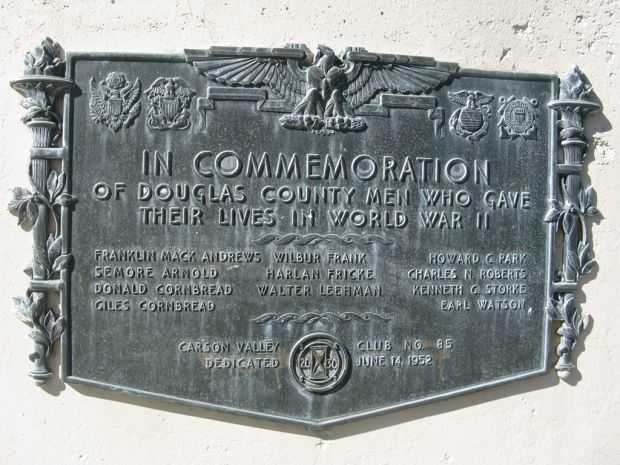 IN COMMEMORATION
OF DOUGLAS COUNTY MEN WHO GAVE
THEIR LIVES IN WORLD WAR II
FRANKLIN MACK ANDREWS WILBUR FRANK HOWARD C. PARK
SEMORE ARNOLD HARLAN FRICKE CHARLES N. ROBERTS
DONALD CORNBREAD WALTER LEEHMAN KENNETH G. STORKE
GILES CORNBREAD EARL WATSON
CARSON VALLEY 20 30 CLUB NO. 85
DEDICATED JUNE 14, 1952